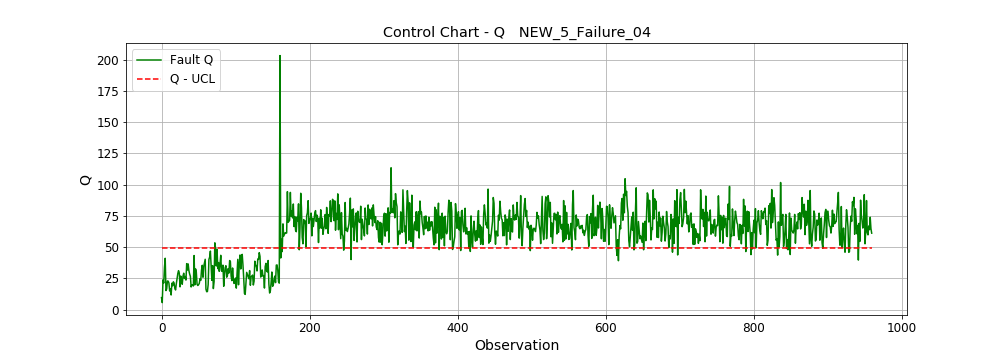 Control Chart - Q   NEW_5_Failure_04
Fault Q
Q - UCL
200
175
150
125
100
75
50
25
0
Q
0 200 400 600 800 1000
Observation